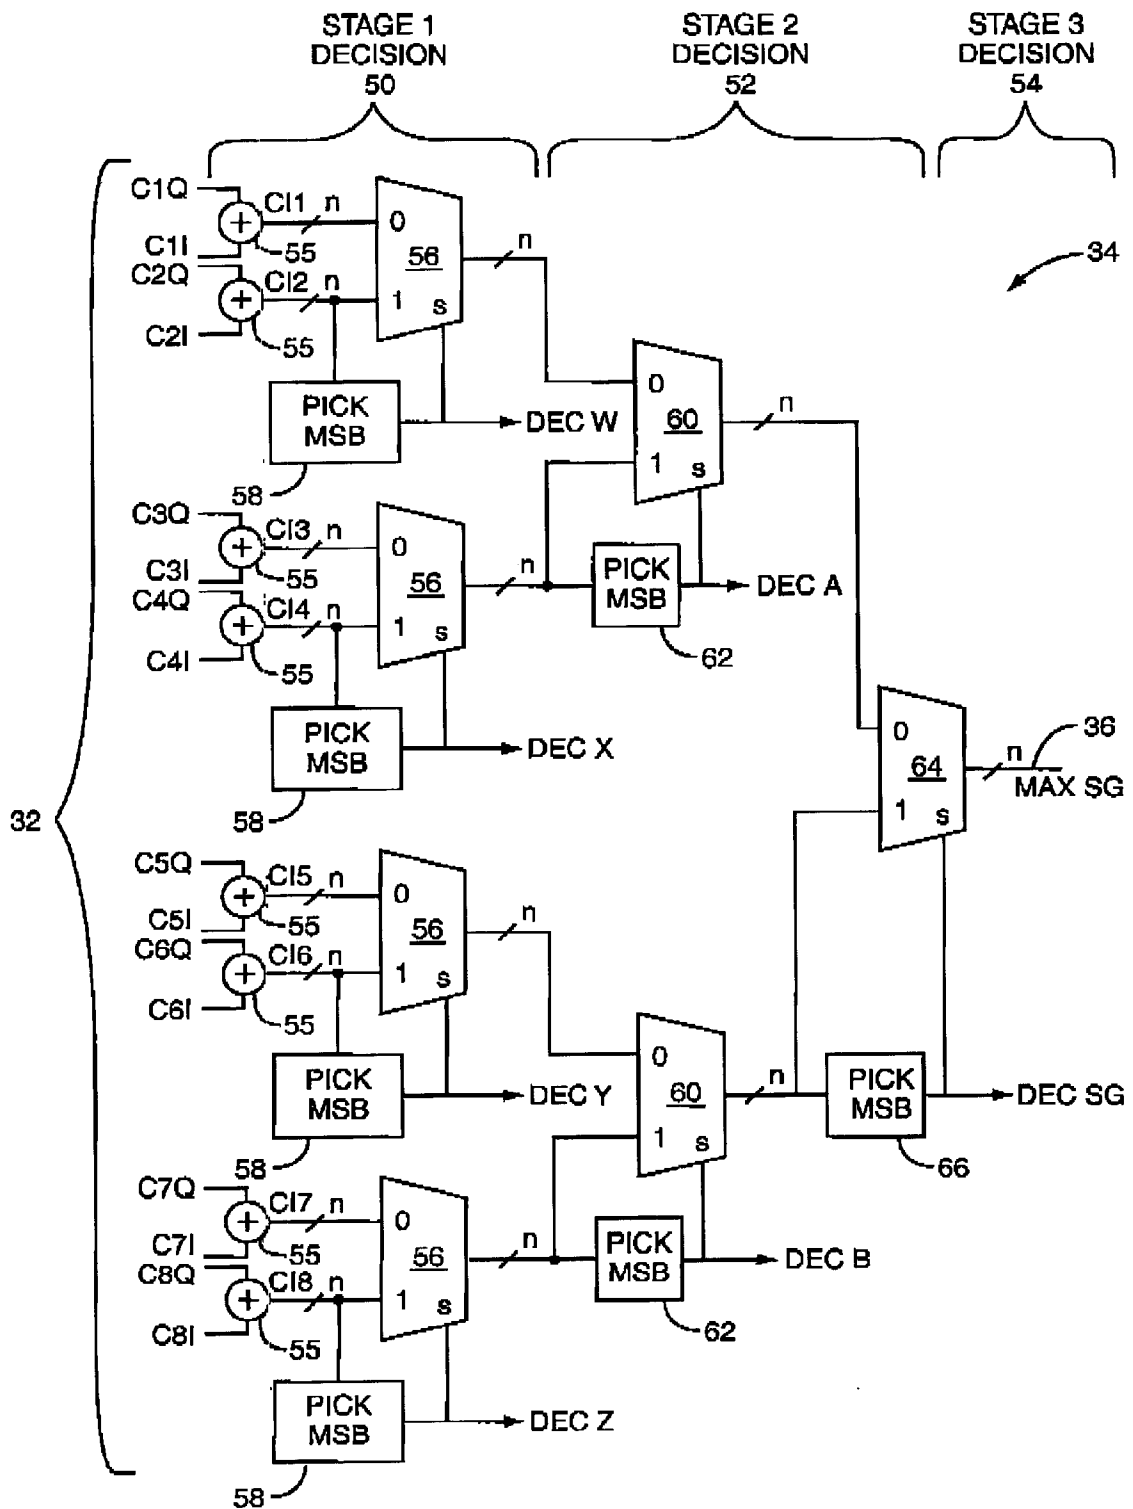 STAGE 1
DECISION
50
STAGE 2
DECISION
52
STAGE 3
DECISION
54
34
32
C1Q
CI1
n
C1I
55
C2Q
CI2
n
C2I
55
0
56
1
s
n
PICK
MSB
58
DEC W
C3Q
CI3
n
C3I
55
C4Q
CI4
n
C4I
55
0
56
1
s
n
PICK
MSB
58
DEC X
0
60
1
s
n
PICK
MSB
62
DEC A
C5Q
CI5
n
C5I
55
C6Q
CI6
n
C6I
55
0
56
1
s
n
PICK
MSB
58
DEC Y
C7Q
CI7
n
C7I
55
C8Q
CI8
n
C8I
55
0
56
1
s
n
PICK
MSB
58
DEC Z
0
60
1
s
n
PICK
MSB
62
DEC B
0
64
1
s
n
36
MAX SG
PICK
MSB
66
DEC SG